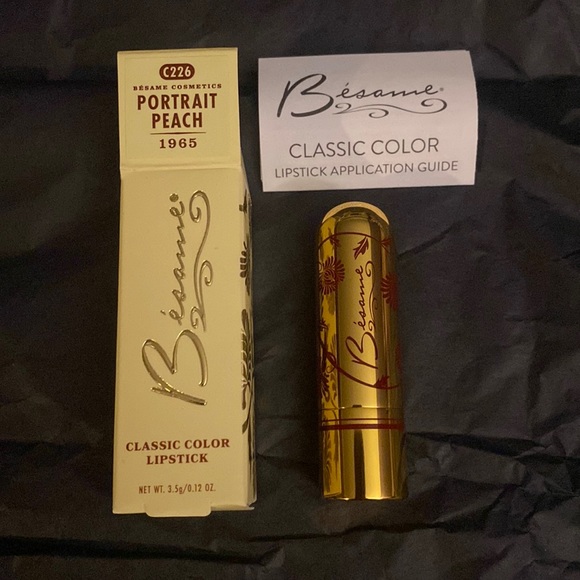 C226
BÉSAME COSMETICS
PORTRAIT
PEACH
1965
Bésame®
CLASSIC COLOR
LIPSTICK
NET WT. 3.5g/0.12 OZ.
Bésame®
CLASSIC COLOR
LIPSTICK APPLICATION GUIDE
Bésame